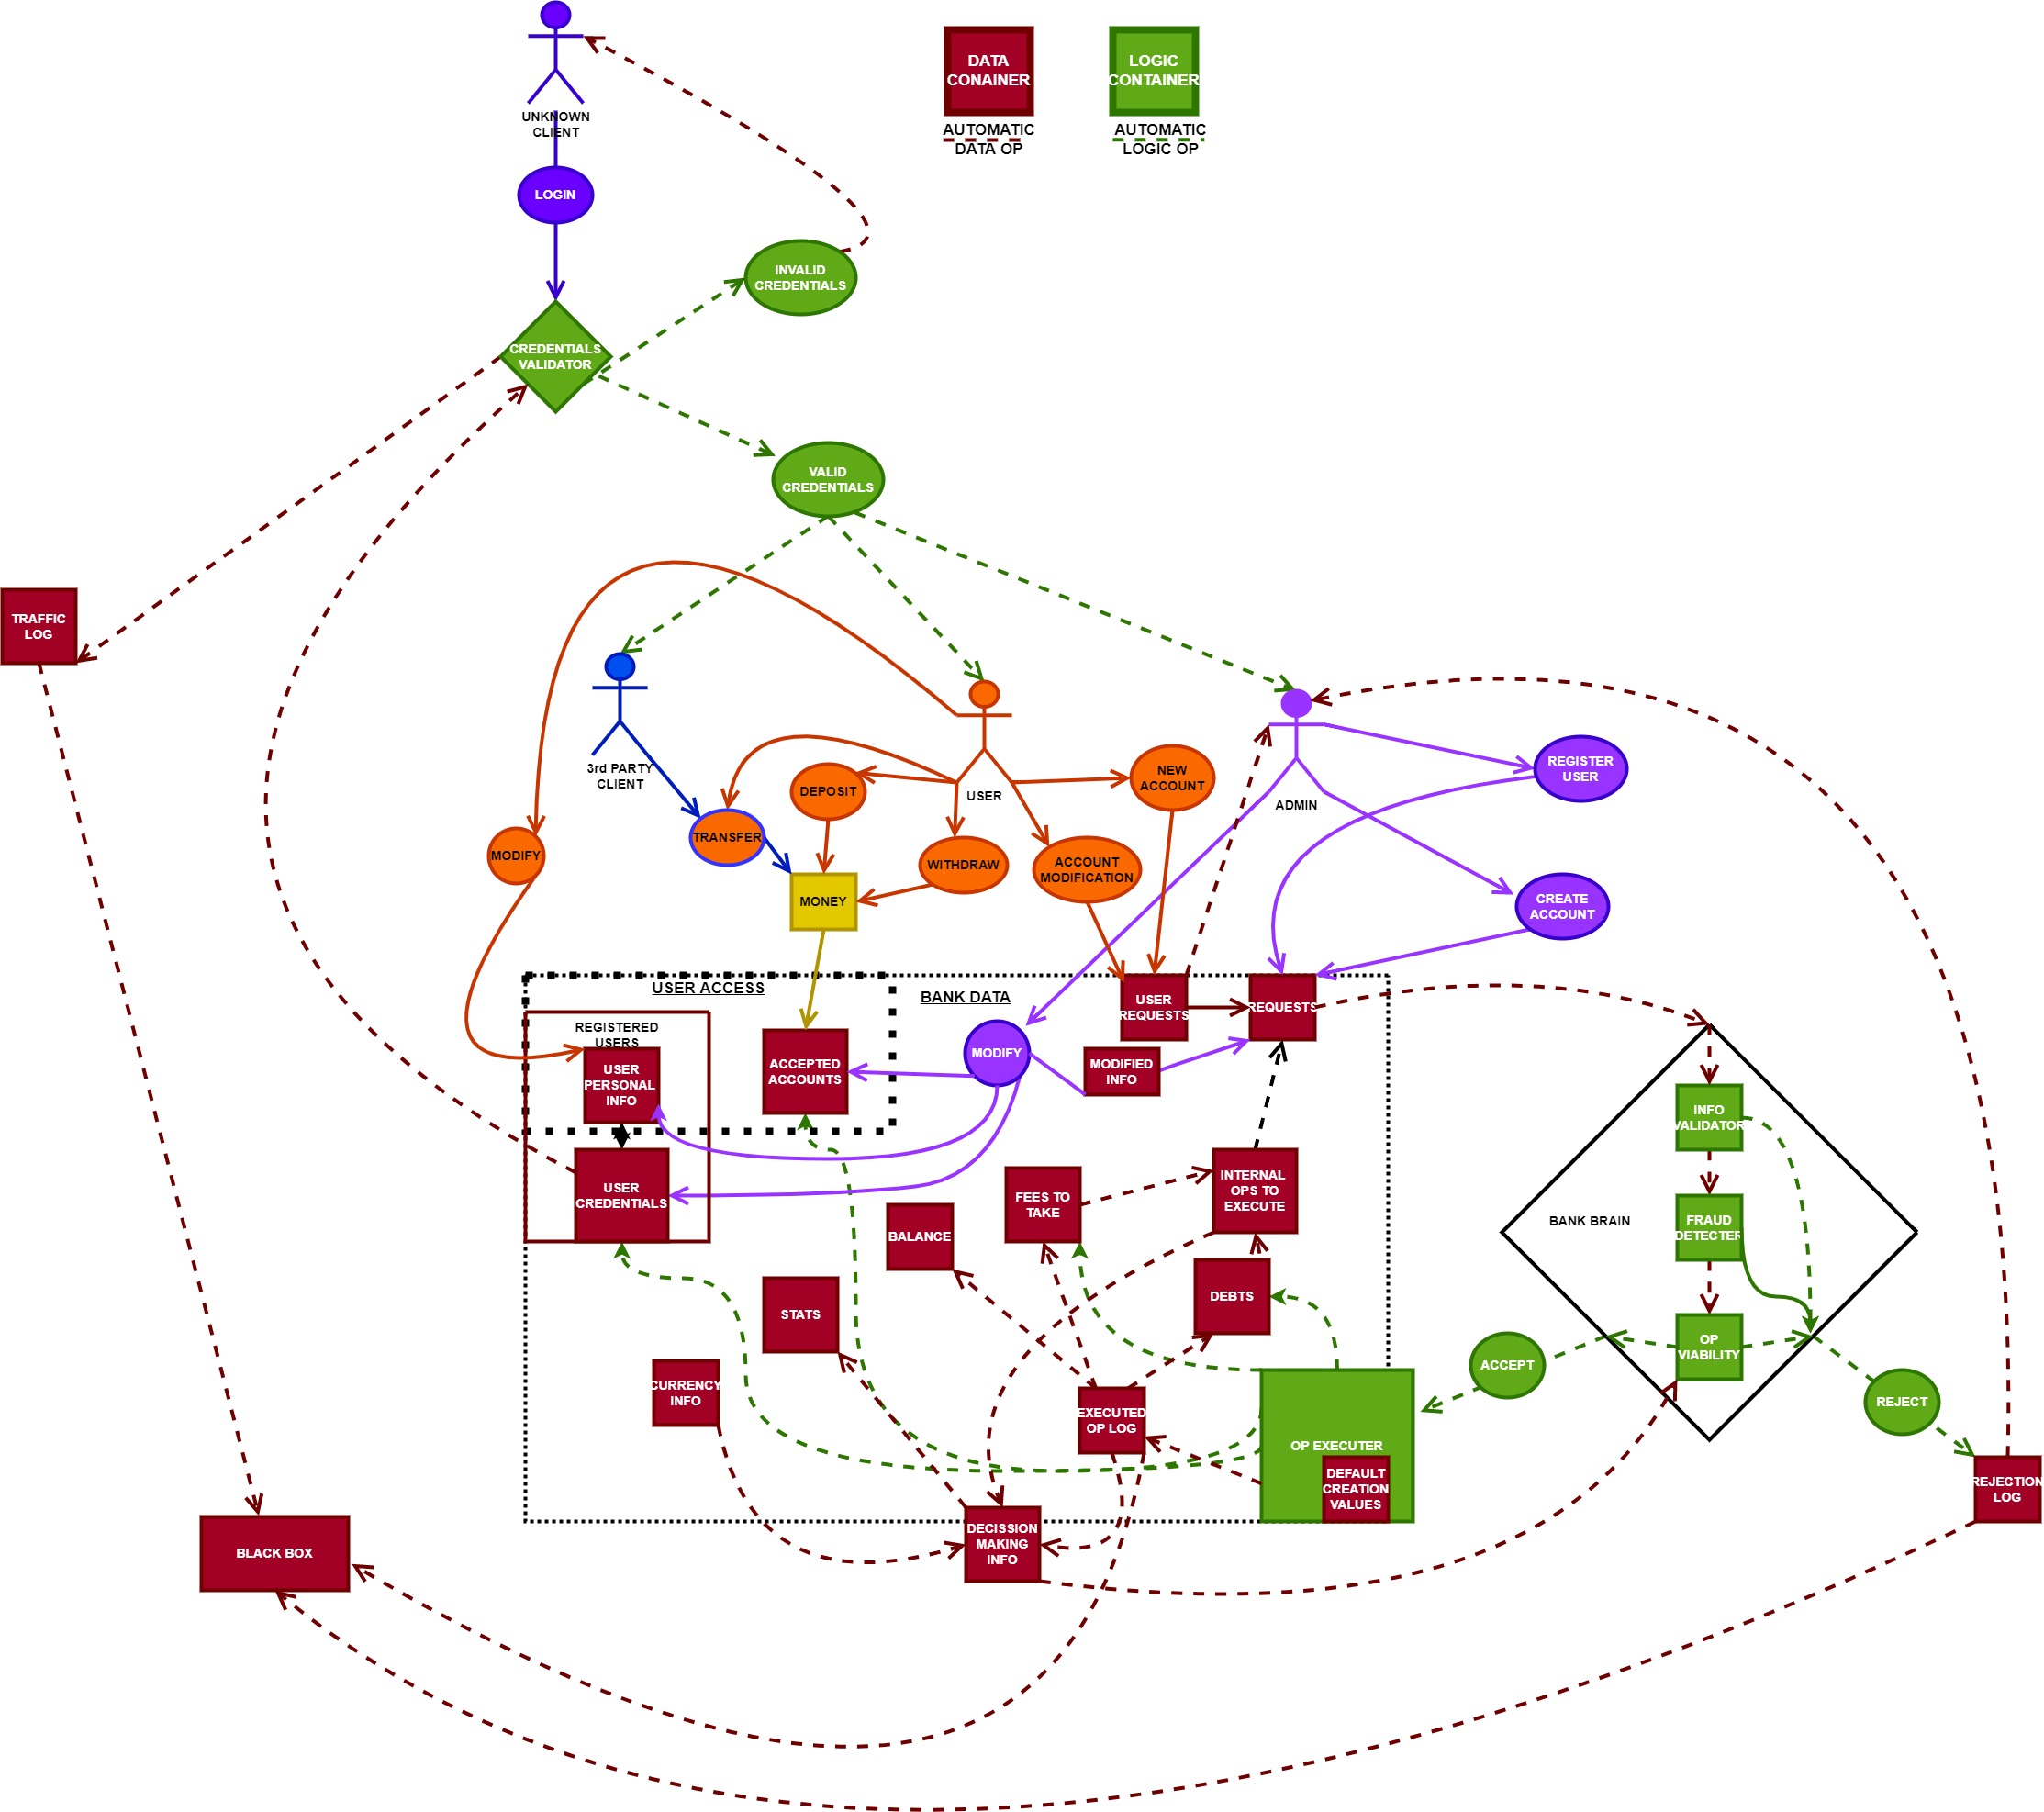 UNKNOWN
CLIENT
DATA
CONAINER
AUTOMATIC
DATA OP
LOGIC
CONTAINER
AUTOMATIC
LOGIC OP
LOGIN
INVALID
CREDENTIALS
CREDENTIALS
VALIDATOR
VALID
CREDENTIALS
TRAFFIC
LOG
3rd PARTY
CLIENT
USER
ADMIN
DEPOSIT
NEW
ACCOUNT
REGISTER
USER
TRANSFER
MODIFY
WITHDRAW
ACCOUNT
MODIFICATION
MONEY
CREATE
ACCOUNT
USER ACCESS
BANK DATA
USER
REQUESTS
REQUESTS
REGISTERED
USERS
USER
PERSONAL
INFO
ACCEPTED
ACCOUNTS
MODIFY
MODIFIED
INFO
INFO
VALIDATOR
USER
CREDENTIALS
FEES TO
TAKE
INTERNAL
OPS TO
EXECUTE
BALANCE
BANK BRAIN
FRAUD
DETECTER
STATS
DEBTS
OP
VIABILITY
ACCEPT
REJECT
CURRENCY
INFO
EXECUTED
OP LOG
OP EXECUTER
DEFAULT
CREATION
VALUES
REJECTION
LOG
BLACK BOX
DECISSION
MAKING
INFO